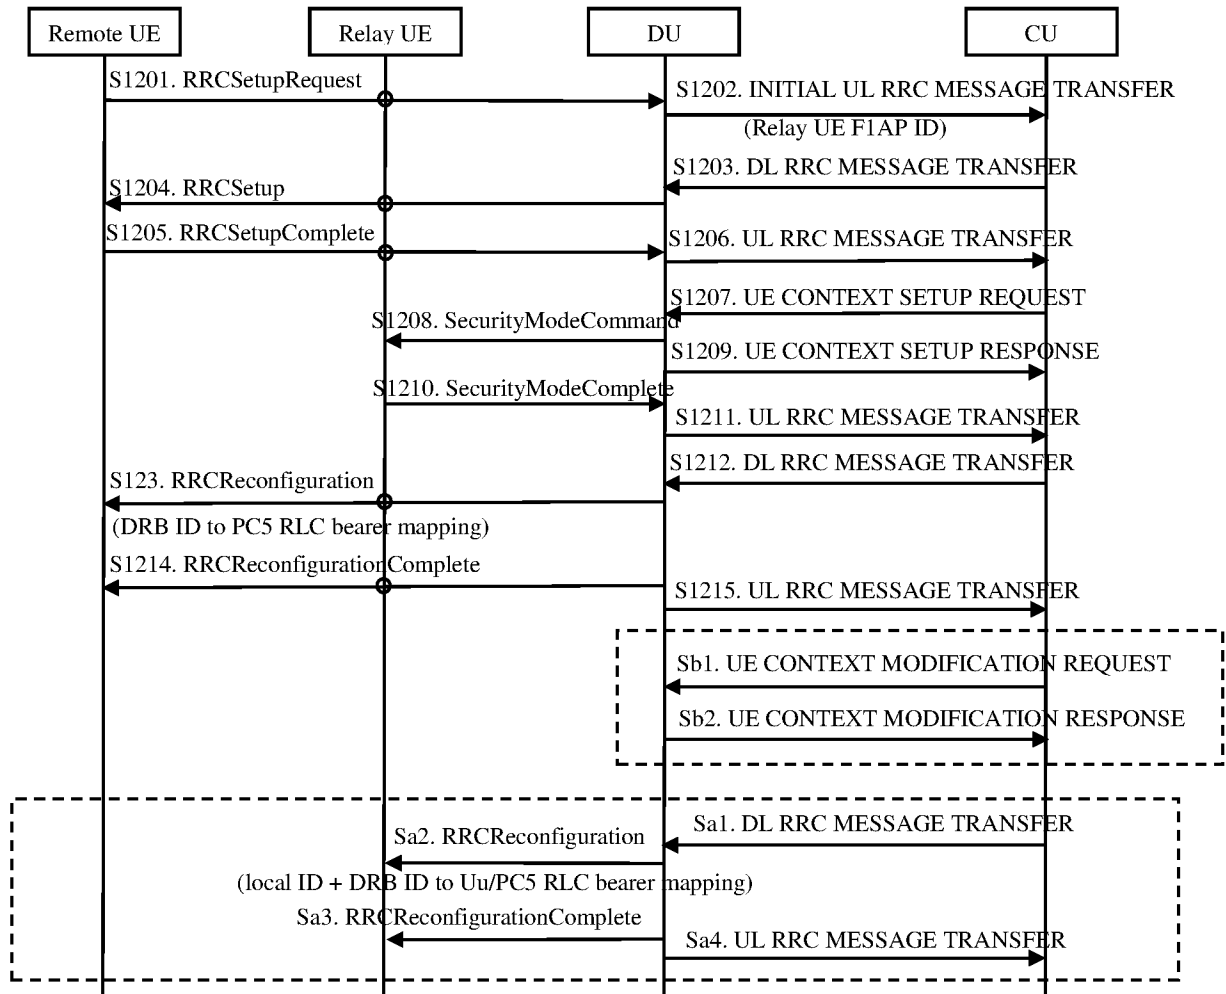 Remote UE
Relay UE
DU
CU
S1201. RRCSetupRequest
S1202. INITIAL UL RRC MESSAGE TRANSFER
(Relay UE F1AP ID)
S1203. DL RRC MESSAGE TRANSFER
S1204. RRCSetup
S1205. RRCSetupComplete
S1206. UL RRC MESSAGE TRANSFER
S1207. UE CONTEXT SETUP REQUEST
S1208. SecurityModeCommand
S1209. UE CONTEXT SETUP RESPONSE
S1210. SecurityModeComplete
S1211. UL RRC MESSAGE TRANSFER
S1212. DL RRC MESSAGE TRANSFER
S123. RRCReconfiguration
(DRB ID to PC5 RLC bearer mapping)
S1214. RRCReconfigurationComplete
S1215. UL RRC MESSAGE TRANSFER
Sb1. UE CONTEXT MODIFICATION REQUEST
Sb2. UE CONTEXT MODIFICATION RESPONSE
Sa1. DL RRC MESSAGE TRANSFER
Sa2. RRCReconfiguration
(local ID + DRB ID to Uu/PC5 RLC bearer mapping)
Sa3. RRCReconfigurationComplete
Sa4. UL RRC MESSAGE TRANSFER